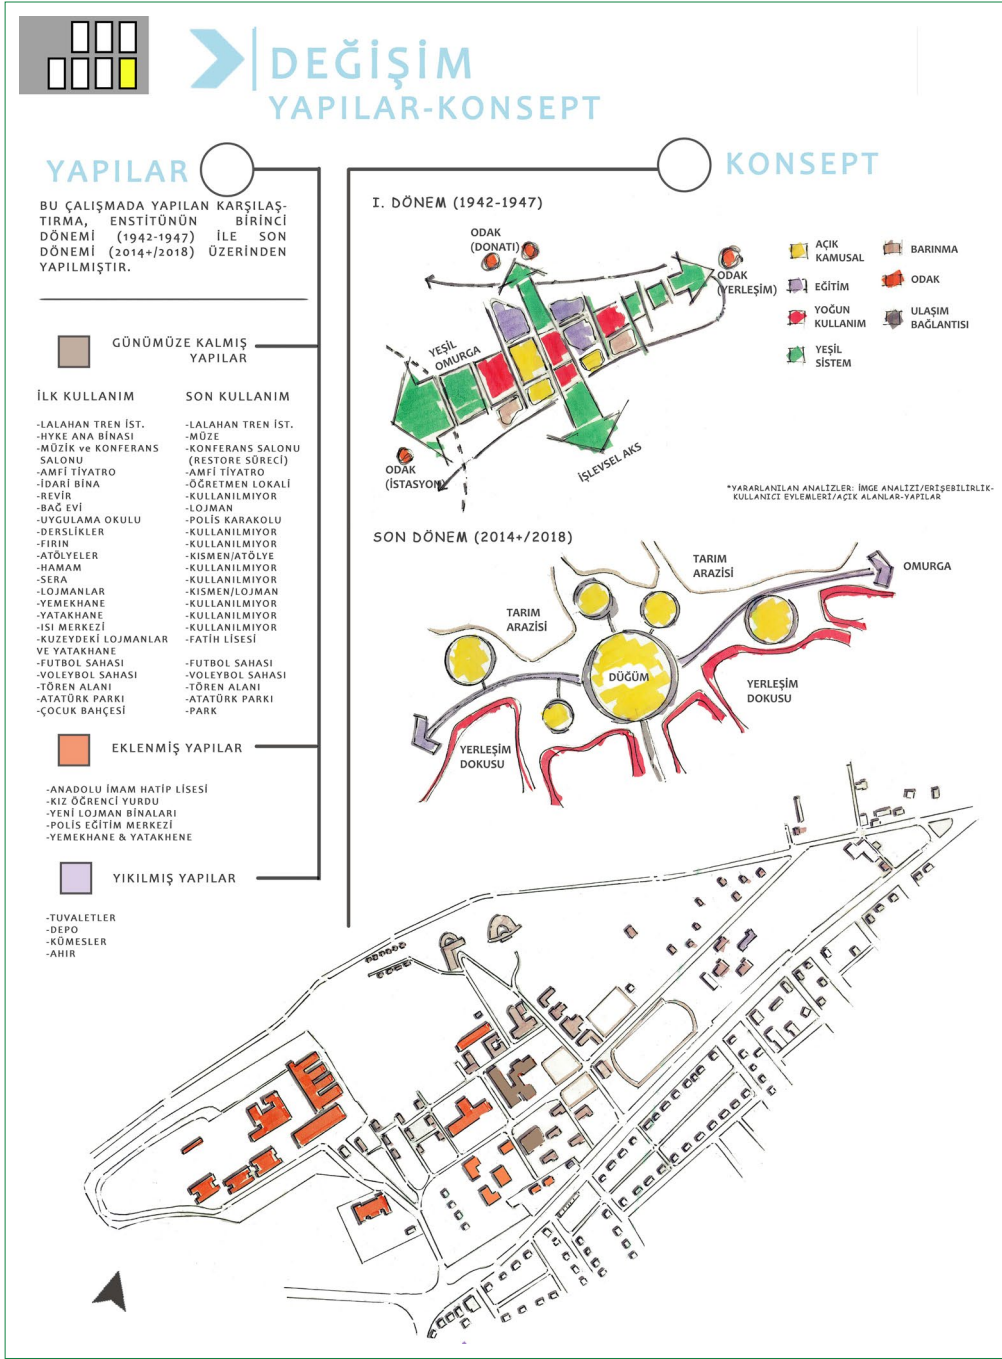 DEĞİŞİM
YAPILAR-KONSEPT
YAPILAR
BU ÇALIŞMADA YAPILAN KARŞILAŞ-
TIRMA, ENSTİTÜNÜN BİRİNCİ
DÖNEMİ (1942-1947) İLE SON
DÖNEMİ (2014+/2018) ÜZERİNDEN
YAPILMIŞTIR.
GÜNÜMÜZE KALMIŞ
YAPILAR
İLK KULLANIM
-LALAHAN TREN İST.
-HYKE ANA BİNASI
-MÜZİK ve KONFERANS
SALONU
-AMFİ TİYATRO
-İDARİ BİNA
-REVİR
-BAĞ EVİ
-UYGULAMA OKULU
-DERSLİKLER
-FIRIN
-ATÖLYELER
-HAMAM
-SERA
-LOJMANLAR
-YEMEKHANE
-YATAKHANE
-ISI MERKEZİ
-KUZEYDEKİ LOJMANLAR
VE YATAKHANE
-FUTBOL SAHASI
-VOLEYBOL SAHASI
-TÖREN ALANI
-ATATÜRK PARKI
-ÇOCUK BAHÇESİ
SON KULLANIM
-LALAHAN TREN İST.
-MÜZE
-KONFERANS SALONU
(RESTORE SÜRECİ)
-AMFİ TİYATRO
-ÖĞRETMEN LOKALİ
-KULLANILMIYOR
-LOJMAN
-POLİS KARAKOLU
-KULLANILMIYOR
-KULLANILMIYOR
-KISMEN/ATÖLYE
-KULLANILMIYOR
-KULLANILMIYOR
-KISMEN/LOJMAN
-KULLANILMIYOR
-KULLANILMIYOR
-KULLANILMIYOR
-FATİH LİSESİ
-FUTBOL SAHASI
-VOLEYBOL SAHASI
-TÖREN ALANI
-ATATÜRK PARKI
-PARK
EKLENMİŞ YAPILAR
-ANADOLU İMAM HATİP LİSESİ
-KIZ ÖĞRENCİ YURDU
-YENİ LOJMAN BİNALARI
-POLİS EĞİTİM MERKEZİ
-YEMEKHANE & YATAKHENE
YIKILMIŞ YAPILAR
-TUVALETLER
-DEPO
-KÜMESLER
-AHIR
KONSEPT
I. DÖNEM (1942-1947)
ODAK
(DONATI)
ODAK
(YERLEŞİM)
YEŞİL
OMURGA
ODAK
(İSTASYON)
İŞLEVSEL AKS
AÇIK
KAMUSAL
EĞİTİM
YOĞUN
KULLANIM
YEŞİL
SİSTEM
BARINMA
ODAK
ULAŞIM
BAĞLANTISI
*YARARLANILAN ANALİZLER: İMGE ANALİZİ/ERİŞEBİLİRLİK-
KULLANICI EYLEMLERİ/AÇIK ALANLAR-YAPILAR
SON DÖNEM (2014+/2018)
TARIM
ARAZİSİ
OMURGA
TARIM
ARAZİSİ
DÜĞÜM
YERLEŞİM
DOKUSU
YERLEŞİM
DOKUSU